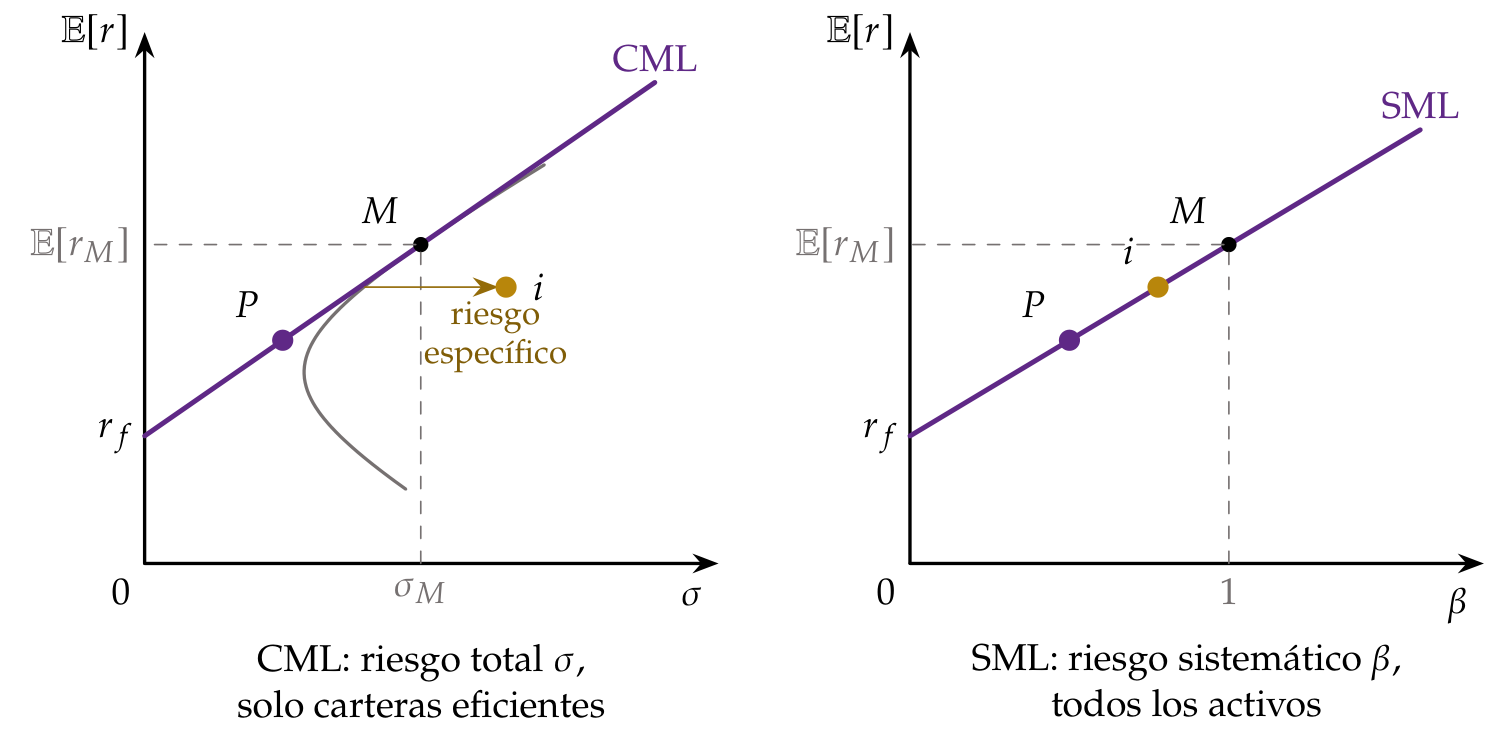 𝔼[r]
CML
M
𝔼[r_M]
i
P
riesgo
específico
r_f
0
σ_M
σ
CML: riesgo total σ,
solo carteras eficientes
𝔼[r]
SML
M
𝔼[r_M]
i
P
r_f
0
1
β
SML: riesgo sistemático β,
todos los activos